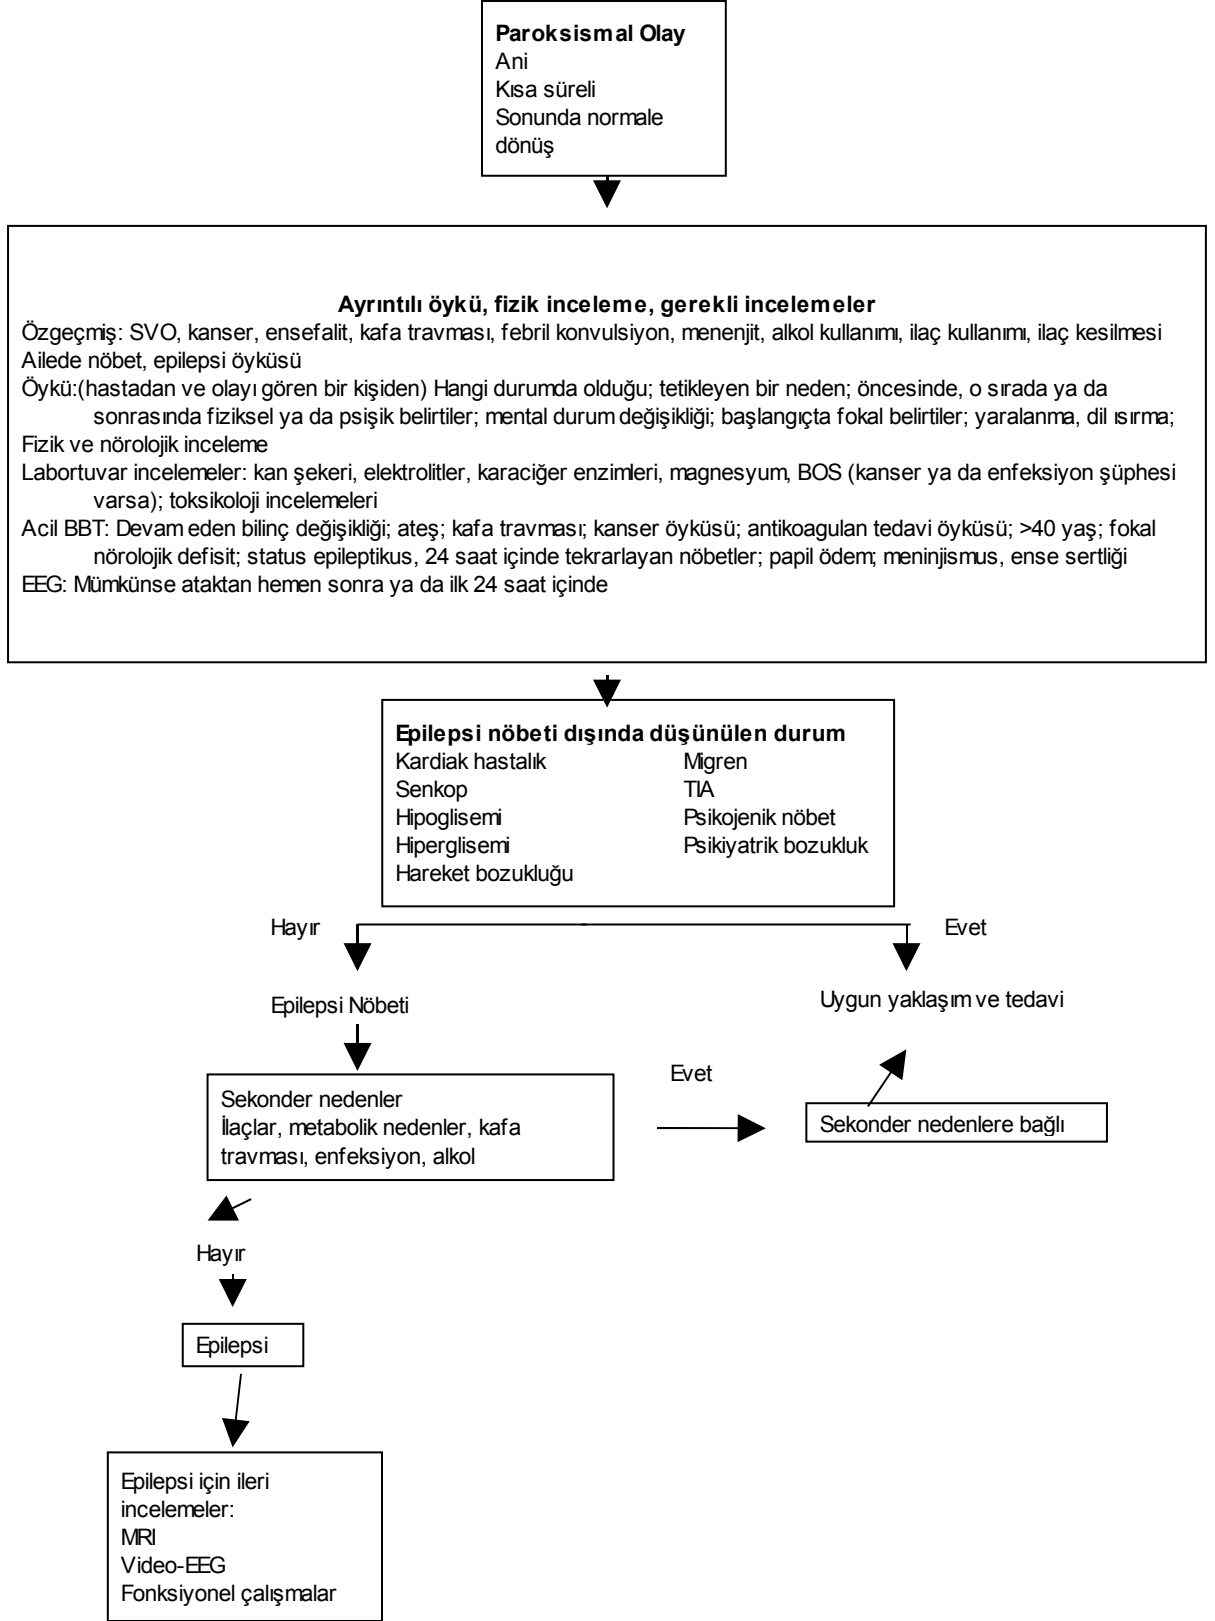 Paroksismal Olay
Ani
Kısa süreli
Sonunda normale
dönüş
Ayrıntılı öykü, fizik inceleme, gerekli incelemeler
Özgeçmiş: SVO, kanser, ensefalit, kafa travması, febril konvulsiyon, menenjit, alkol kullanımı, ilaç kullanımı, ilaç kesilmesi
Ailede nöbet, epilepsi öyküsü
Öykü:(hastadan ve olayı gören bir kişiden) Hangi durumda olduğu; tetikleyen bir neden; öncesinde, o sırada ya da
sonrasında fiziksel ya da psişik belirtiler; mental durum değişikliği; başlangıçta fokal belirtiler; yaralanma, dil ısırma;
Fizik ve nörolojik inceleme
Labortuvar incelemeler: kan şekeri, elektrolitler, karaciğer enzimleri, magnesyum, BOS (kanser ya da enfeksiyon şüphesi
varsa); toksikoloji incelemeleri
Acil BBT: Devam eden bilinç değişikliği; ateş; kafa travması; kanser öyküsü; antikoagulan tedavi öyküsü; >40 yaş; fokal
nörolojik defisit; status epileptikus, 24 saat içinde tekrarlayan nöbetler; papil ödem; meninjismus, ense sertliği
EEG: Mümkünse ataktan hemen sonra ya da ilk 24 saat içinde
Epilepsi nöbeti dışında düşünülen durum
Kardiak hastalık Migren
Senkop TIA
Hipoglisemi Psikojenik nöbet
Hiperglisemi Psikiyatrik bozukluk
Hareket bozukluğu
Hayır Evet
Epilepsi Nöbeti Uygun yaklaşım ve tedavi
Evet
Sekonder nedenler
İlaçlar, metabolik nedenler, kafa
travması, enfeksiyon, alkol
Sekonder nedenlere bağlı
Hayır
Epilepsi
Epilepsi için ileri
incelemeler:
MRI
Video-EEG
Fonksiyonel çalışmalar